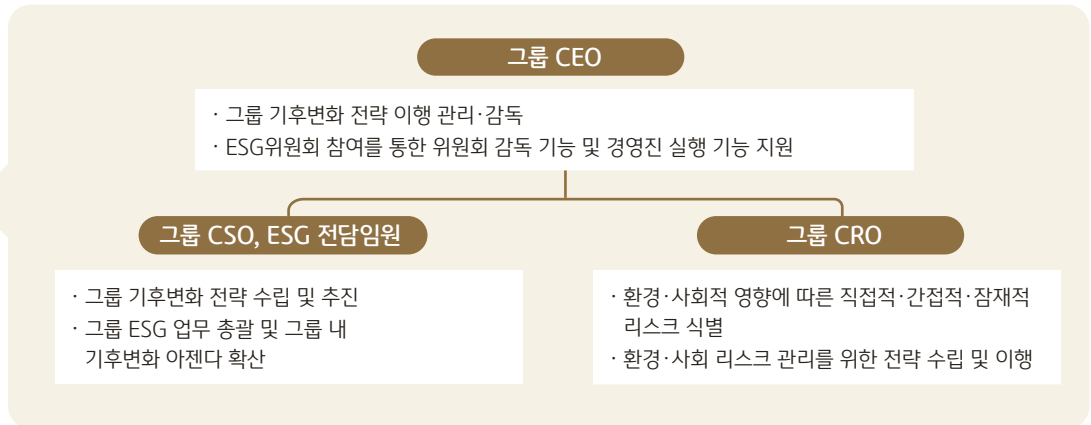 그룹 CEO
· 그룹 기후변화 전략 이행 관리·감독
· ESG위원회 참여를 통한 위원회 감독 기능 및 경영진 실행 기능 지원
그룹 CSO, ESG 전담임원
· 그룹 기후변화 전략 수립 및 추진
· 그룹 ESG 업무 총괄 및 그룹 내
기후변화 아젠다 확산
그룹 CRO
· 환경·사회적 영향에 따른 직접적·간접적·잠재적
리스크 식별
· 환경·사회 리스크 관리를 위한 전략 수립 및 이행